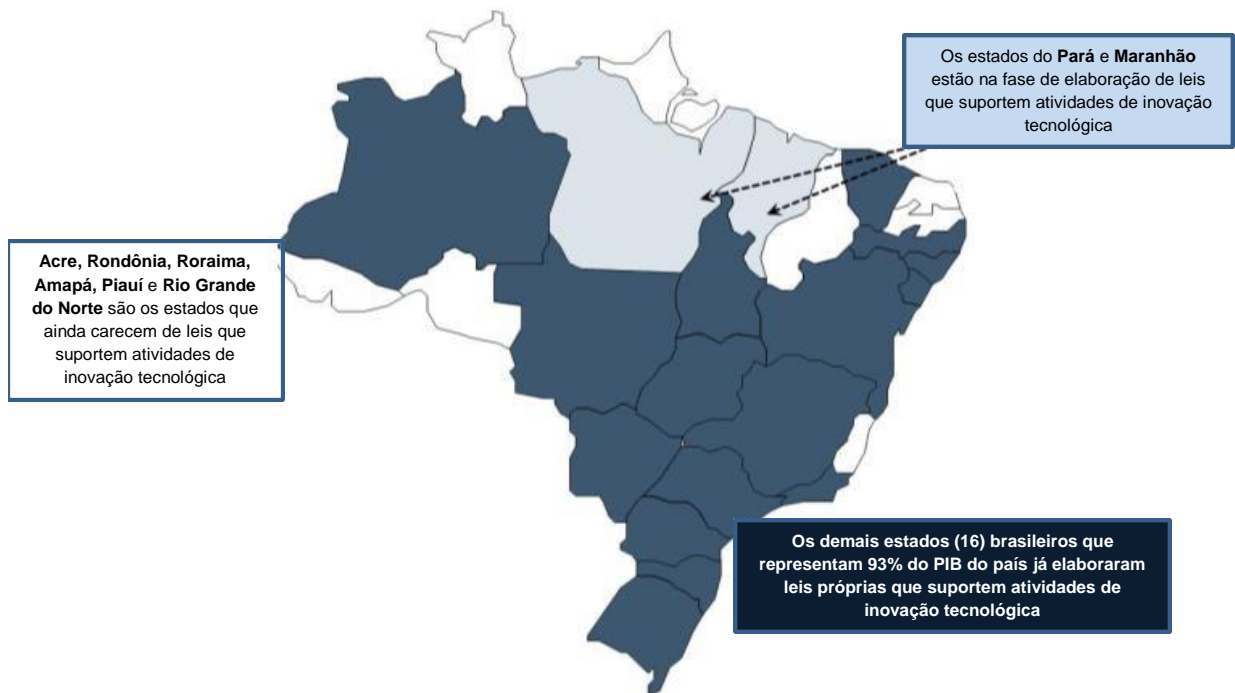 Os estados do Pará e Maranhão
estão na fase de elaboração de leis
que suportem atividades de inovação
tecnológica
Acre, Rondônia, Roraima,
Amapá, Piauí e Rio Grande
do Norte são os estados que
ainda carecem de leis que
suportem atividades de
inovação tecnológica
Os demais estados (16) brasileiros que
representam 93% do PIB do país já elaboraram
leis próprias que suportem atividades de
inovação tecnológica